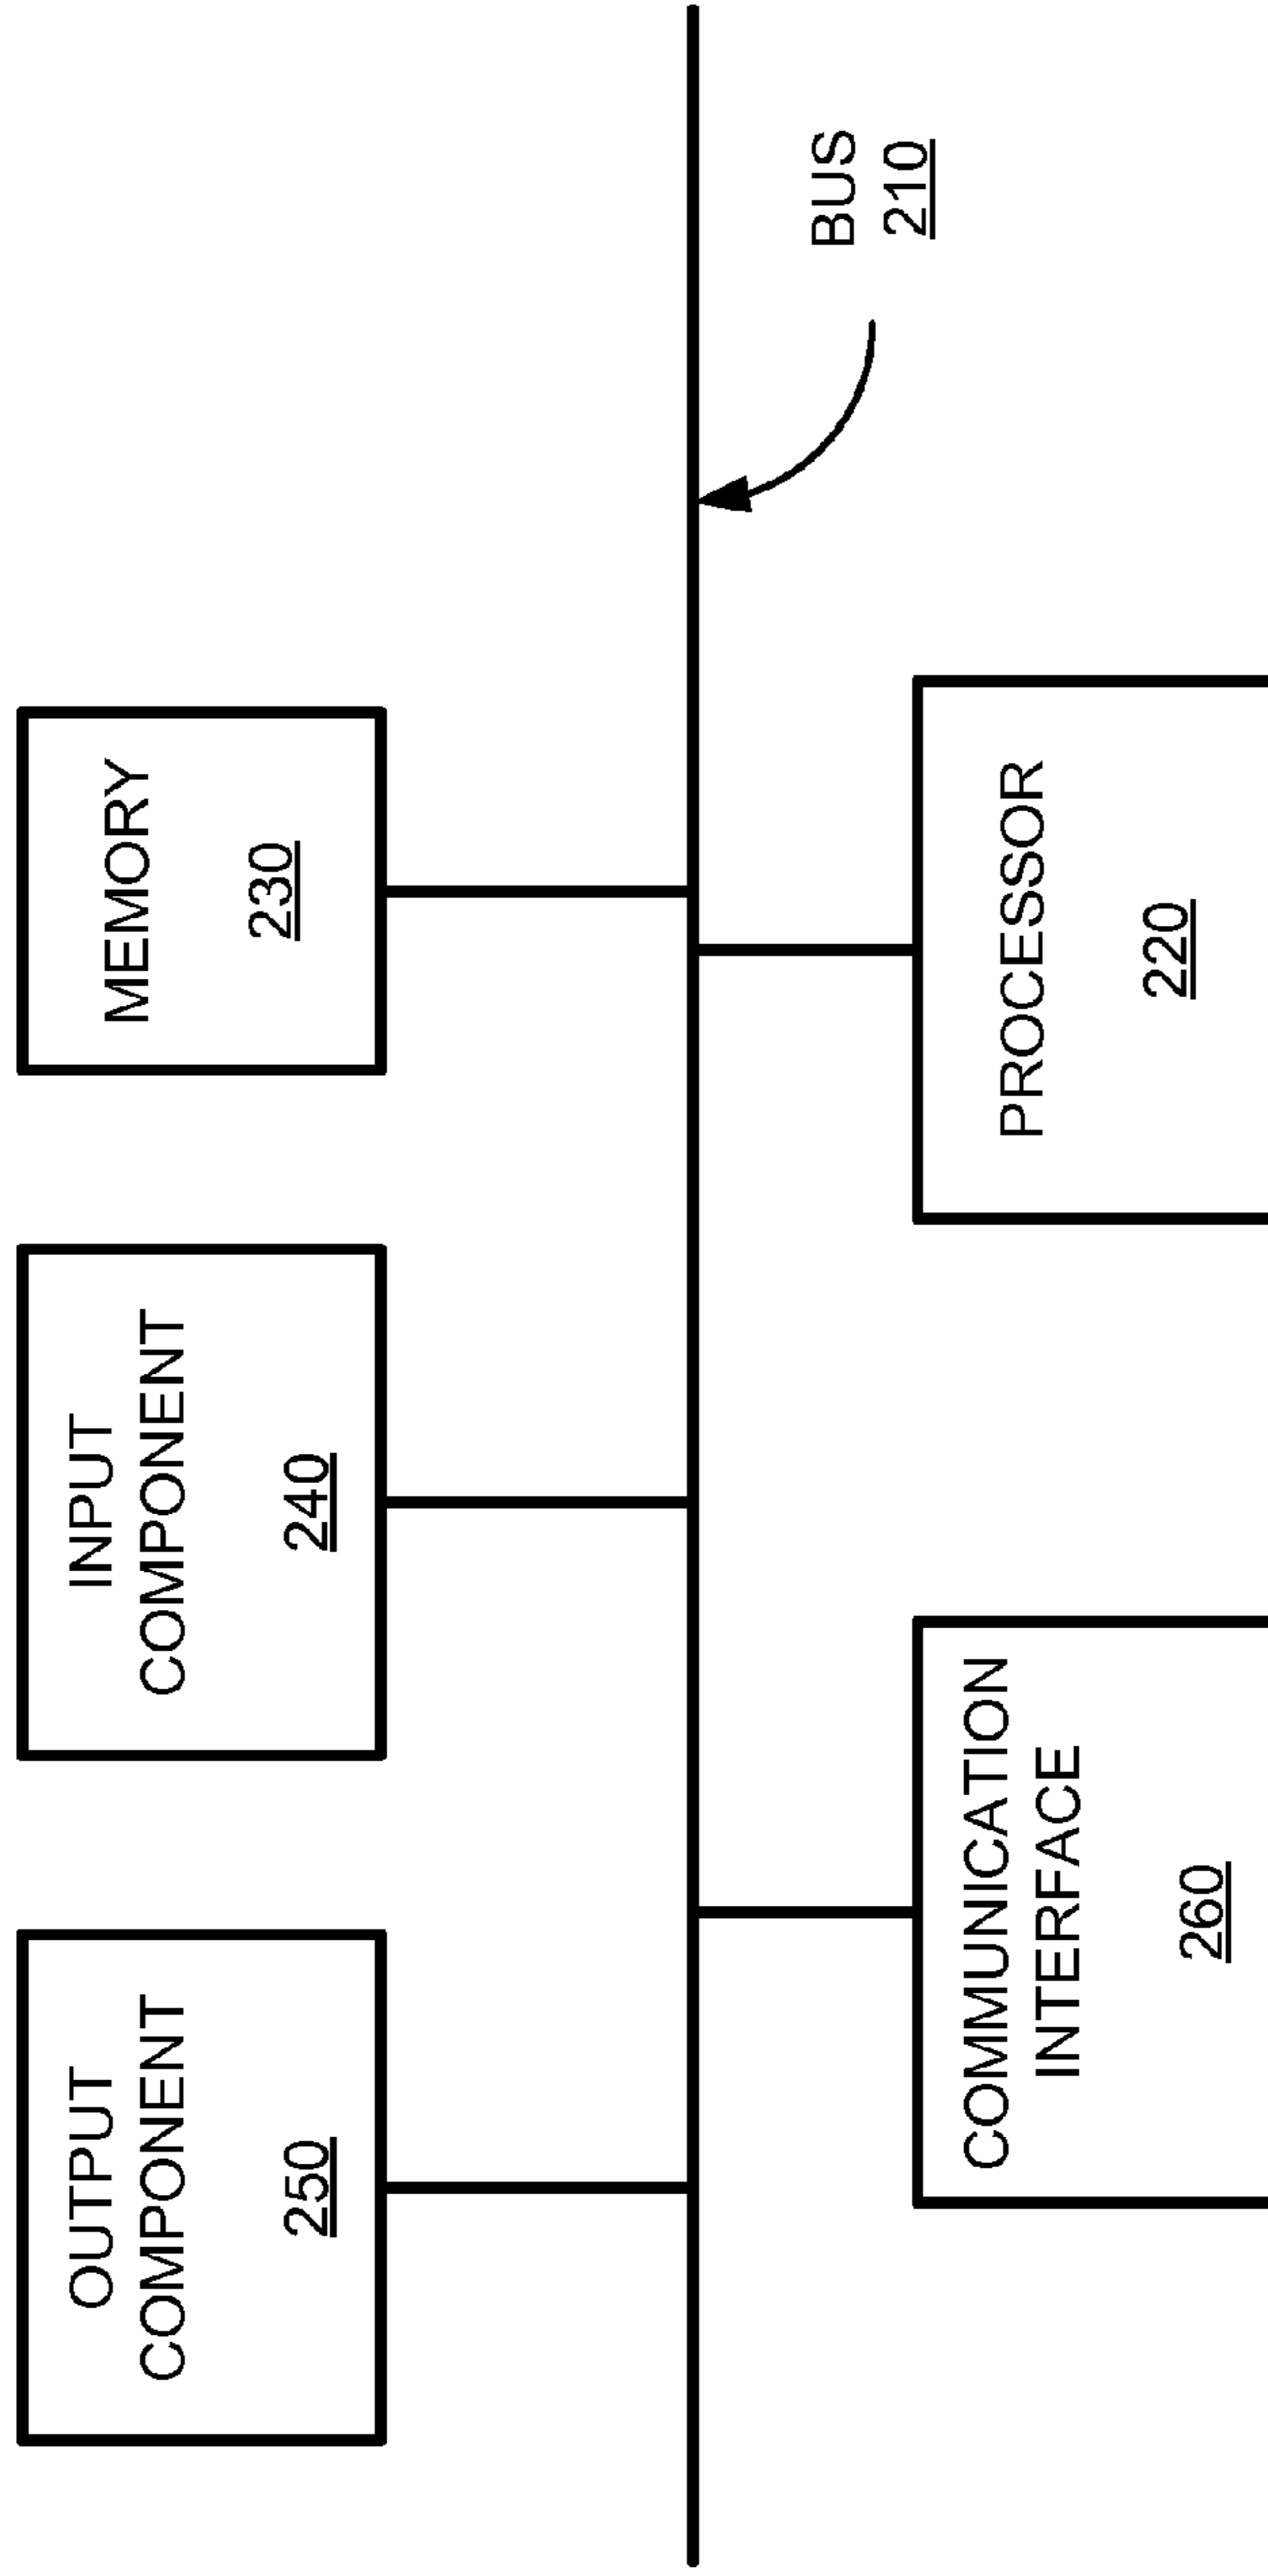 OUTPUT
COMPONENT
250
INPUT
COMPONENT
240
MEMORY
230
BUS
210
COMMUNICATION
INTERFACE
260
PROCESSOR
220